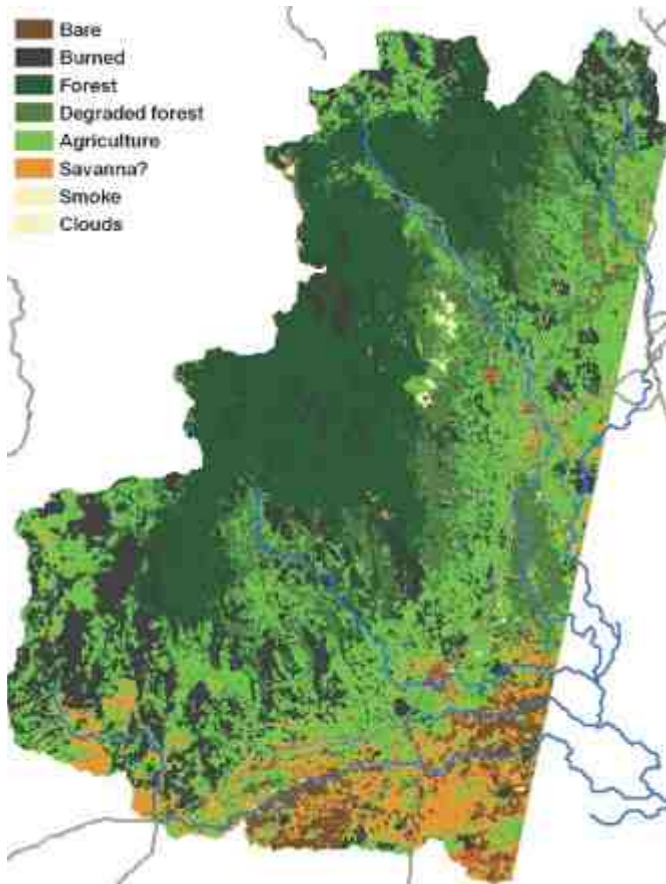 Bare
Burned
Forest
Degraded forest
Agriculture
Savanna?
Smoke
Clouds